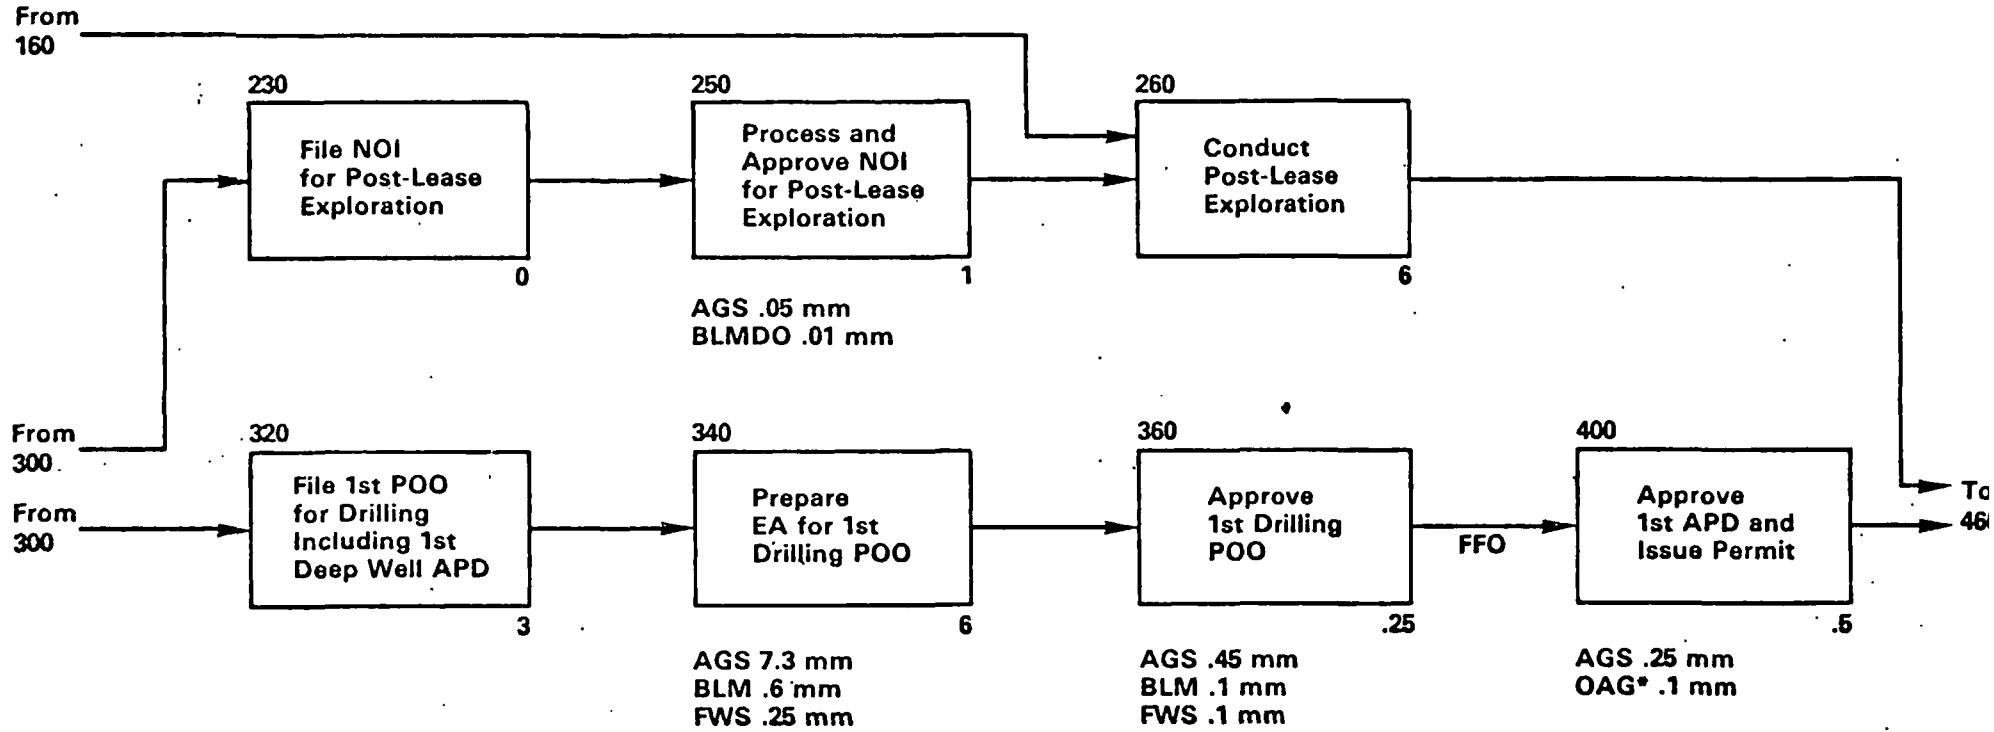 From
160
230
File NOI
for Post-Lease
Exploration
0
250
Process and
Approve NOI
for Post-Lease
Exploration
1
AGS .05 mm
BLMDO .01 mm
260
Conduct
Post-Lease
Exploration
6
From
300
From
300
320
File 1st POO
for Drilling
Including 1st
Deep Well APD
3
340
Prepare
EA for 1st
Drilling POO
6
AGS 7.3 mm
BLM .6 mm
FWS .25 mm
360
Approve
1st Drilling
POO
.25
AGS .45 mm
BLM .1 mm
FWS .1 mm
FFO
400
Approve
1st APD and
Issue Permit
.5
AGS .25 mm
OAG* .1 mm
To